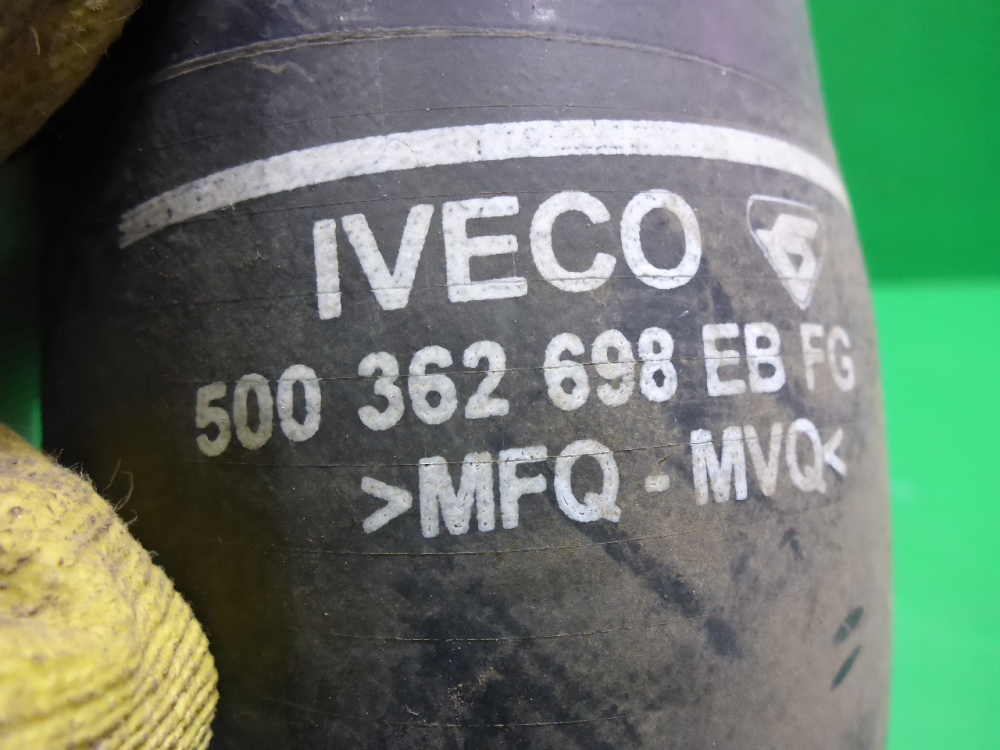 IVECO
500 362 698 EB FG
>MFQ - MVQ<